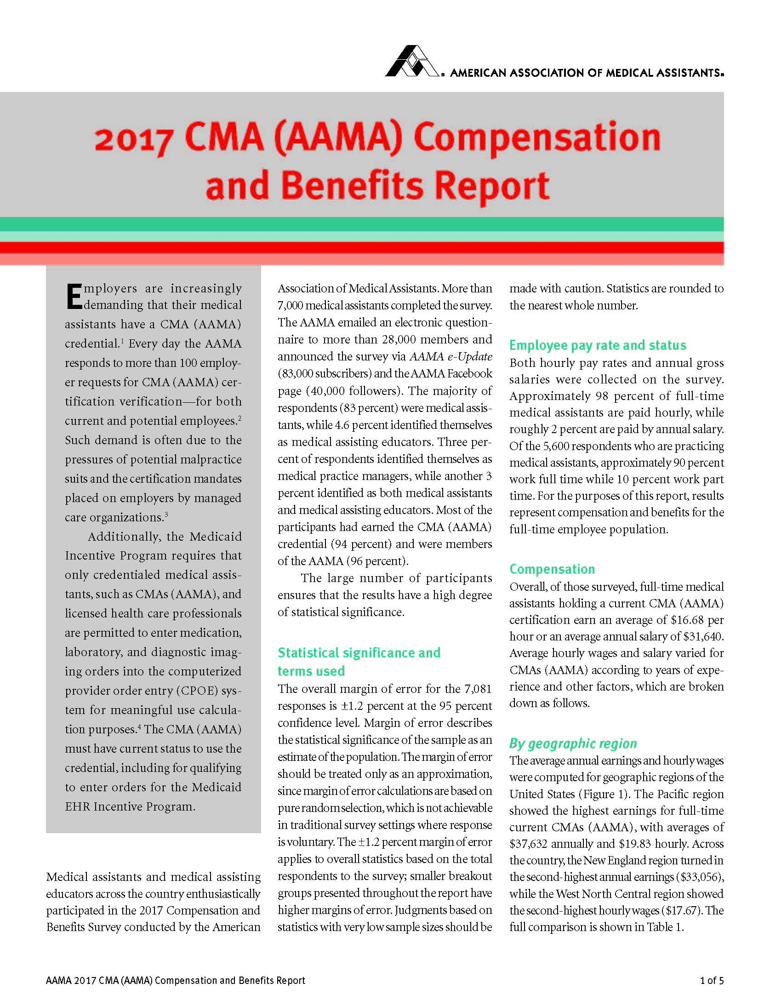 AMERICAN ASSOCIATION OF MEDICAL ASSISTANTS®
2017 CMA (AAMA) Compensation
and Benefits Report
Employers are increasingly
demanding that their medical
assistants have a CMA (AAMA)
credential.1 Every day the AAMA
responds to more than 100 employ-
er requests for CMA (AAMA) cer-
tification verification—for both
current and potential employees.2
Such demand is often due to the
pressures of potential malpractice
suits and the certification mandates
placed on employers by managed
care organizations.3
Additionally, the Medicaid
Incentive Program requires that
only credentialed medical assis-
tants, such as CMAs (AAMA), and
licensed health care professionals
are permitted to enter medication,
laboratory, and diagnostic imag-
ing orders into the computerized
provider order entry (CPOE) sys-
tem for meaningful use calcula-
tion purposes.4 The CMA (AAMA)
must have current status to use the
credential, including for qualifying
to enter orders for the Medicaid
EHR Incentive Program.
Medical assistants and medical assisting
educators across the country enthusiastically
participated in the 2017 Compensation and
Benefits Survey conducted by the American
Association of Medical Assistants. More than
7,000 medical assistants completed the survey.
The AAMA emailed an electronic question-
naire to more than 28,000 members and
announced the survey via AAMA e-Update
(83,000 subscribers) and the AAMA Facebook
page (40,000 followers). The majority of
respondents (83 percent) were medical assis-
tants, while 4.6 percent identified themselves
as medical assisting educators. Three per-
cent of respondents identified themselves as
medical practice managers, while another 3
percent identified as both medical assistants
and medical assisting educators. Most of the
participants had earned the CMA (AAMA)
credential (94 percent) and were members
of the AAMA (96 percent).
The large number of participants
ensures that the results have a high degree
of statistical significance.
Statistical significance and
terms used
The overall margin of error for the 7,081
responses is ±1.2 percent at the 95 percent
confidence level. Margin of error describes
the statistical significance of the sample as an
estimate of the population. The margin of error
should be treated only as an approximation,
since margin of error calculations are based on
pure random selection, which is not achievable
in traditional survey settings where response
is voluntary. The ±1.2 percent margin of error
applies to overall statistics based on the total
respondents to the survey; smaller breakout
groups presented throughout the report have
higher margins of error. Judgments based on
statistics with very low sample sizes should be
made with caution. Statistics are rounded to
the nearest whole number.
Employee pay rate and status
Both hourly pay rates and annual gross
salaries were collected on the survey.
Approximately 98 percent of full-time
medical assistants are paid hourly, while
roughly 2 percent are paid by annual salary.
Of the 5,600 respondents who are practicing
medical assistants, approximately 90 percent
work full time while 10 percent work part
time. For the purposes of this report, results
represent compensation and benefits for the
full-time employee population.
Compensation
Overall, of those surveyed, full-time medical
assistants holding a current CMA (AAMA)
certification earn an average of $16.68 per
hour or an average annual salary of $31,640.
Average hourly wages and salary varied for
CMAs (AAMA) according to years of expe-
rience and other factors, which are broken
down as follows.
By geographic region
The average annual earnings and hourly wages
were computed for geographic regions of the
United States (Figure 1). The Pacific region
showed the highest earnings for full-time
current CMAs (AAMA), with averages of
$37,632 annually and $19.83 hourly. Across
the country, the New England region turned in
the second-highest annual earnings ($33,056),
while the West North Central region showed
the second-highest hourly wages ($17.67). The
full comparison is shown in Table 1.
AAMA 2017 CMA (AAMA) Compensation and Benefits Report
1 of 5